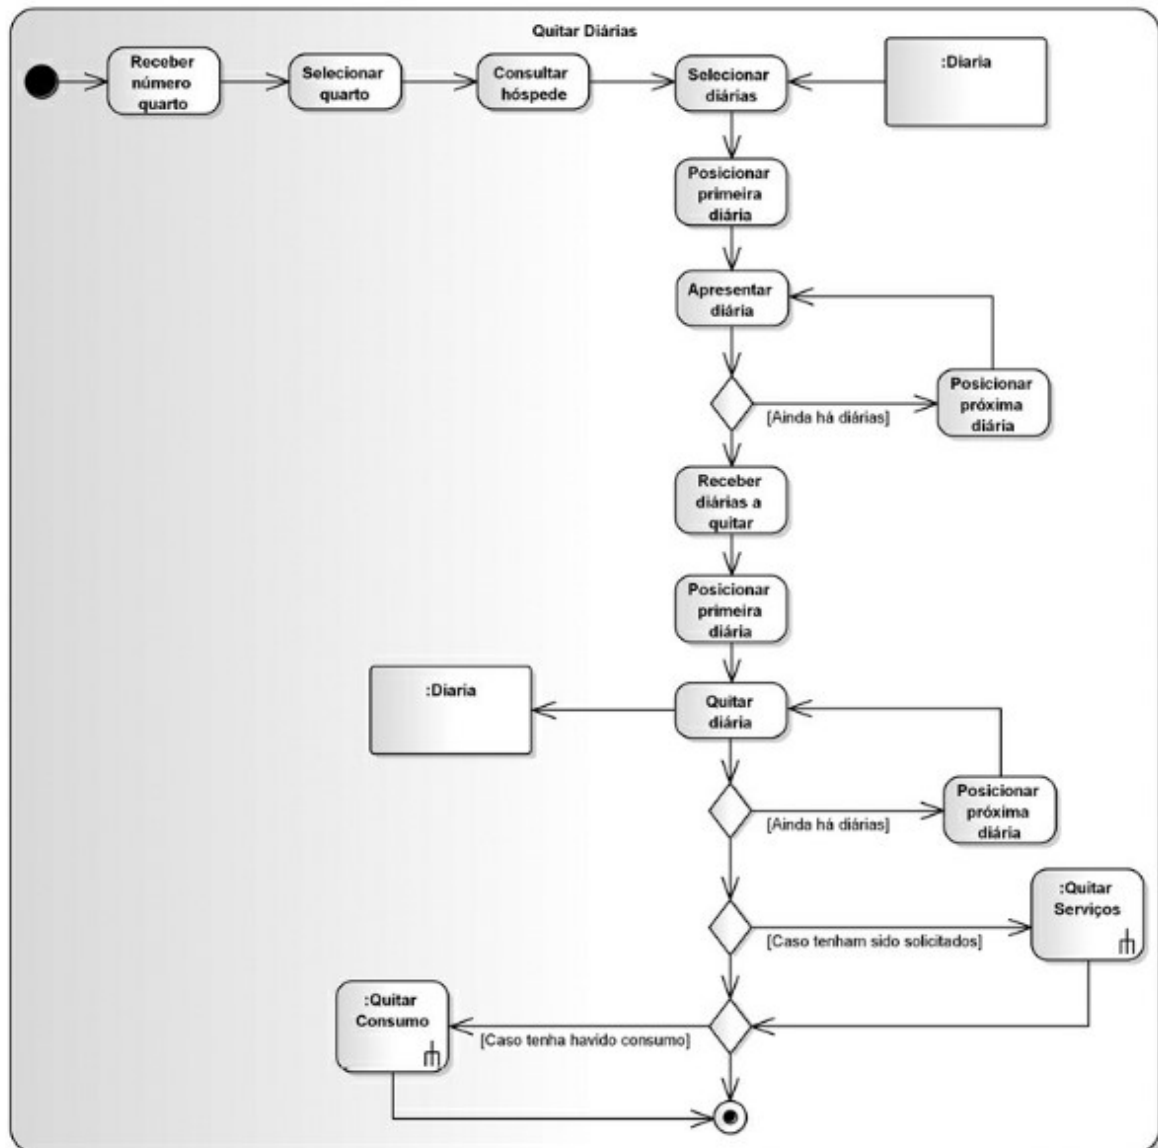 Quitar Diárias
Receber
número
quarto
Selecionar
quarto
Consultar
hóspede
Selecionar
diárias
:Diaria
Posicionar
primeira
diária
Apresentar
diária
[Ainda há diárias]
Posicionar
próxima
diária
Receber
diárias a
quitar
Posicionar
primeira
diária
:Diaria
Quitar
diária
[Ainda há diárias]
Posicionar
próxima
diária
[Caso tenham sido solicitados]
:Quitar
Serviços
:Quitar
Consumo
[Caso tenha havido consumo]